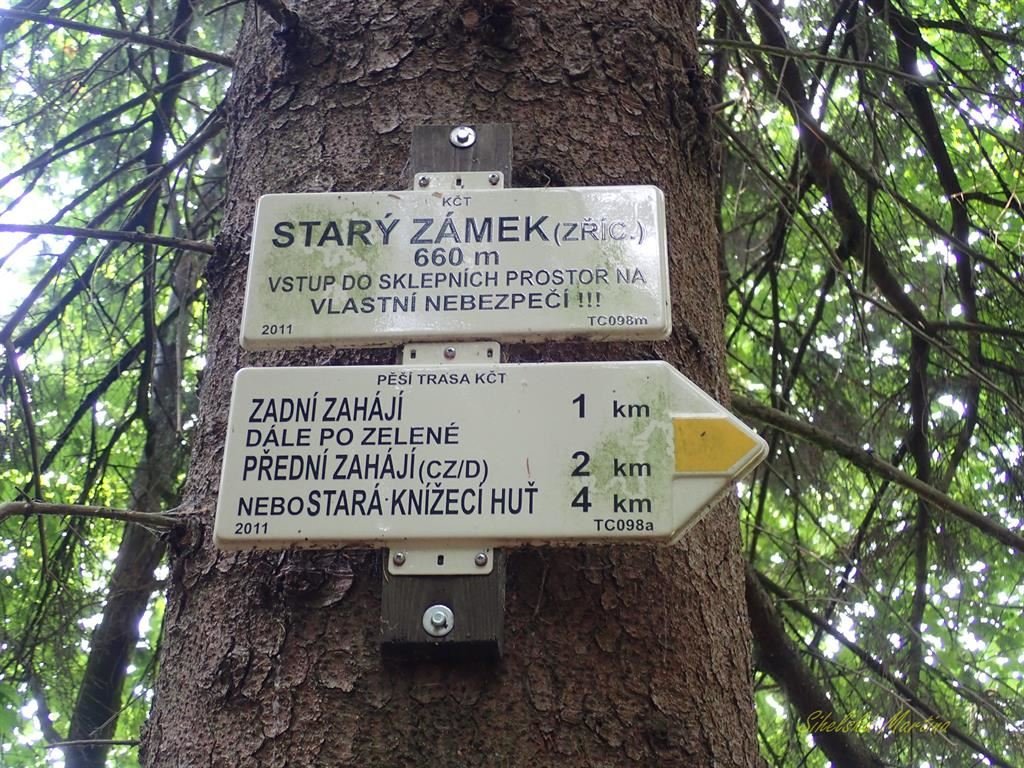 KČT
STARÝ ZÁMEK (ZŘÍC.)
660 m
VSTUP DO SKLEPNÍCH PROSTOR NA
VLASTNÍ NEBEZPEČÍ !!!
2011 TC098m
PĚŠÍ TRASA KČT
ZADNÍ ZAHÁJÍ 1 km
DÁLE PO ZELENÉ
PŘEDNÍ ZAHÁJÍ (CZ/D) 2 km
NEBO STARÁ KNÍŽECÍ HUŤ 4 km
2011 TC098a